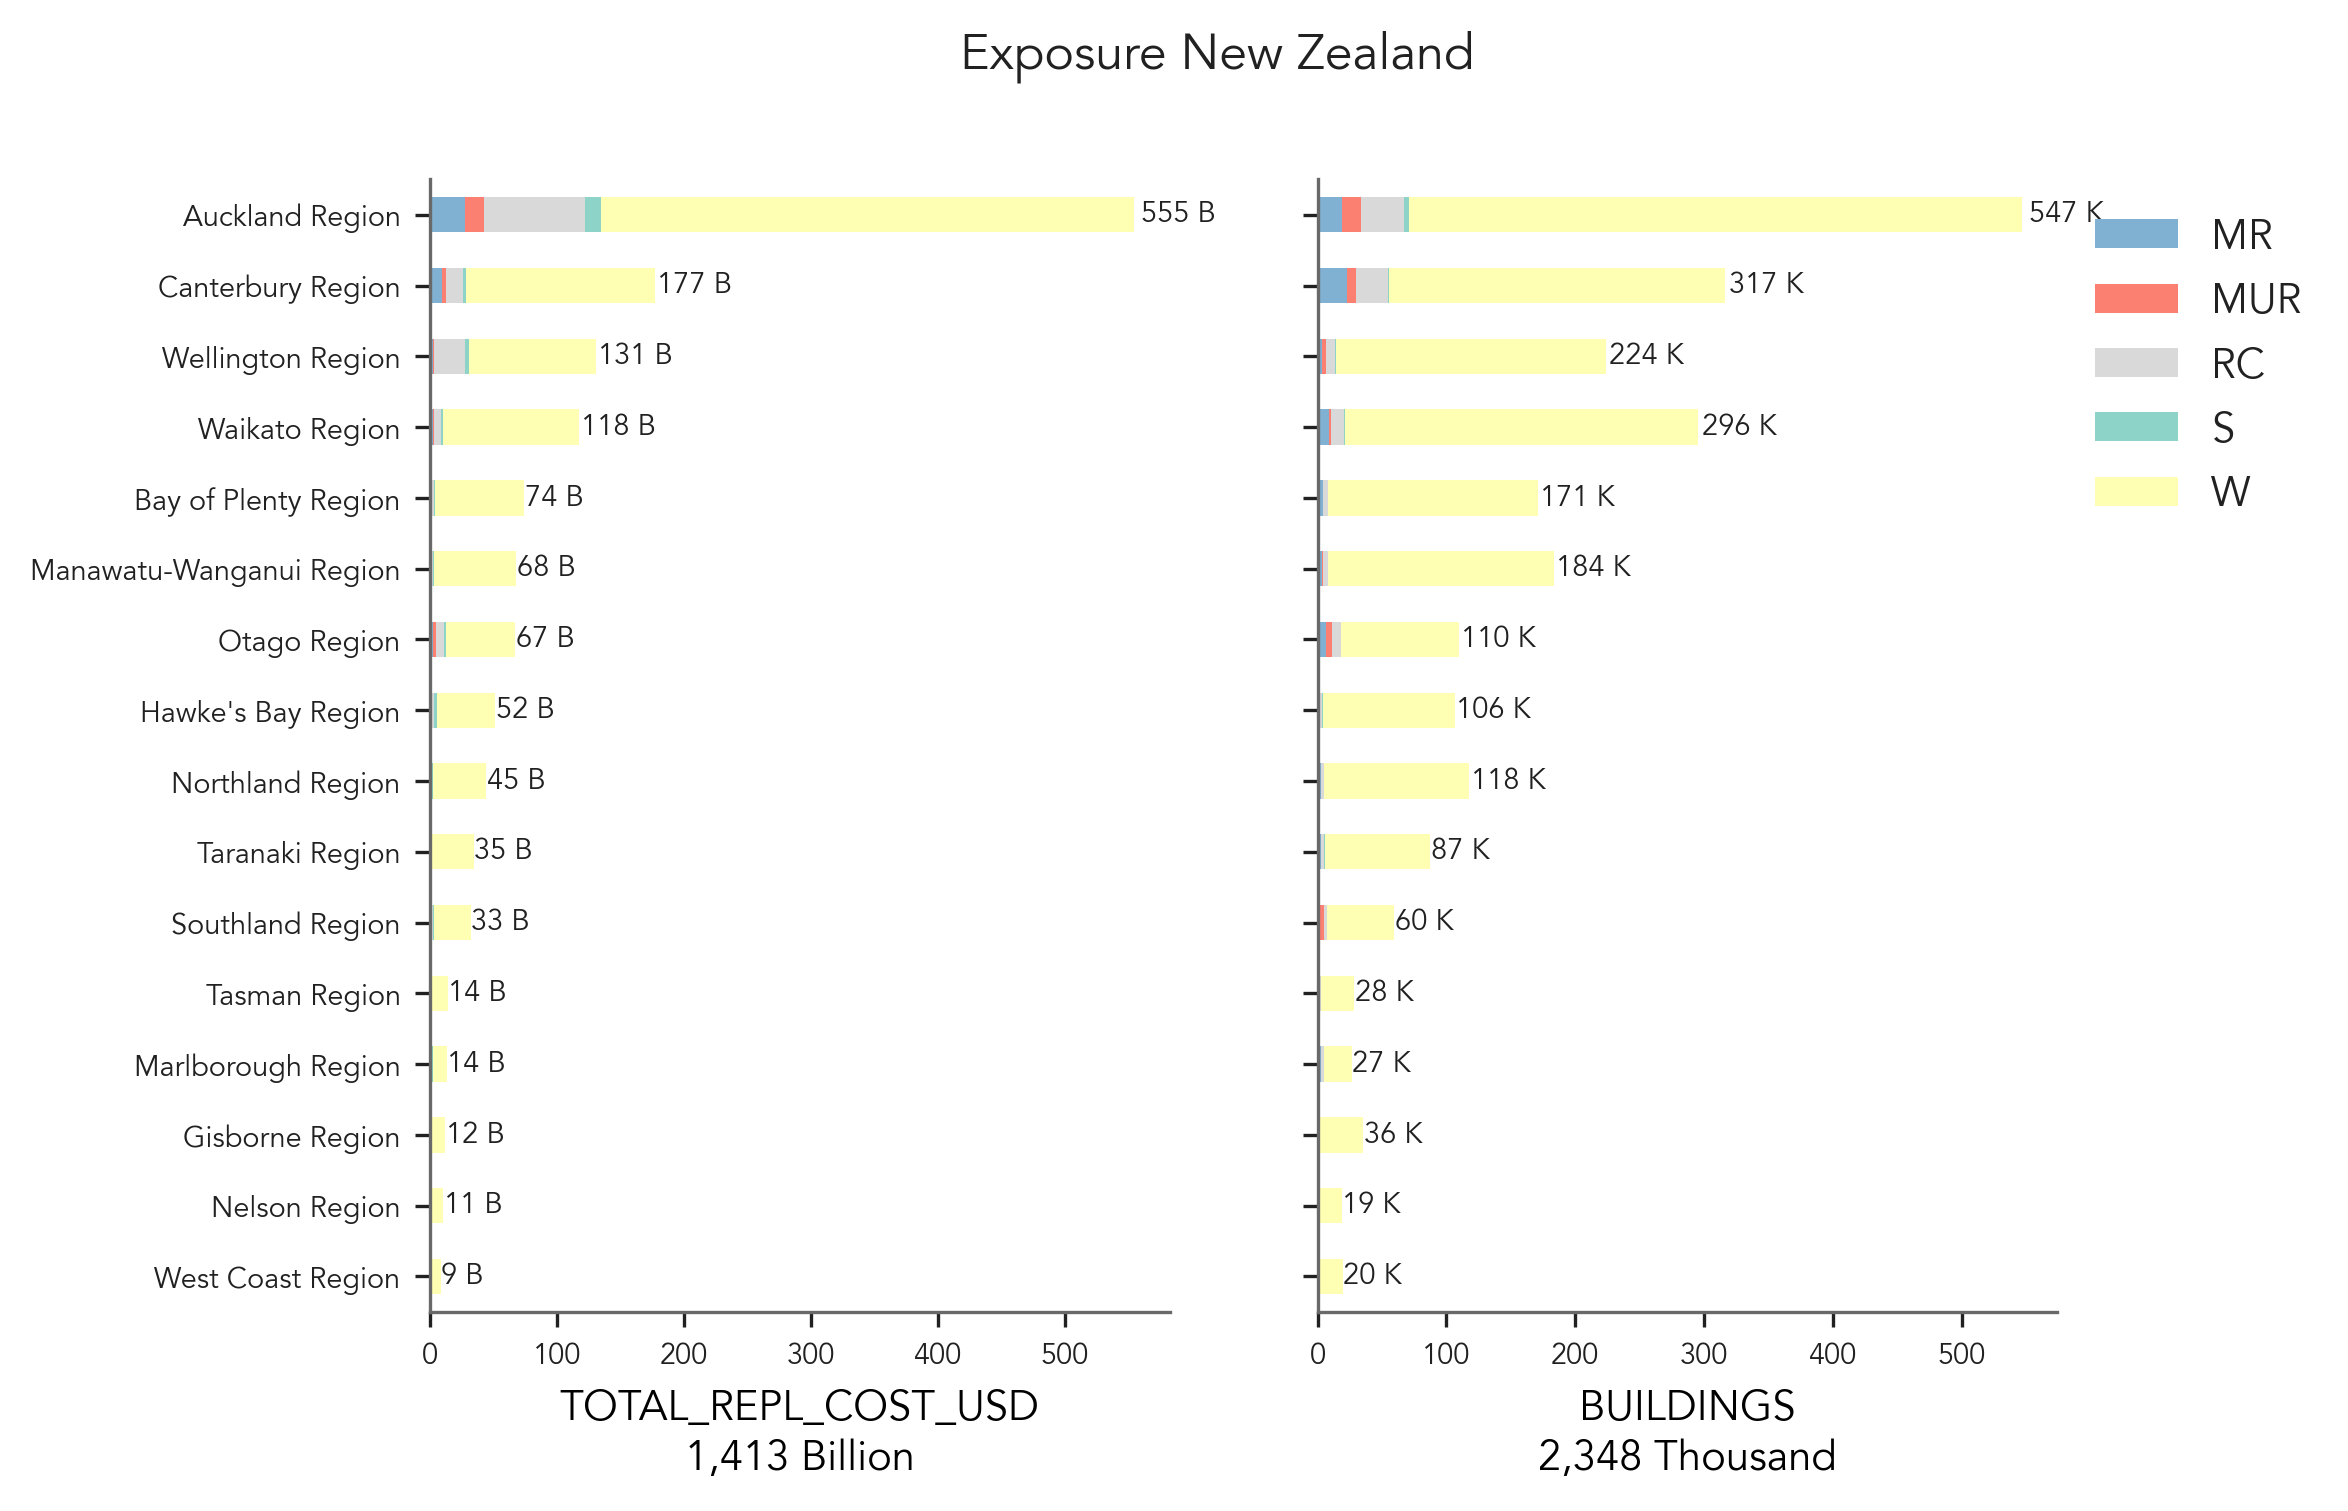 Exposure New Zealand
Auckland Region 555 B 547 K
Canterbury Region 177 B 317 K
Wellington Region 131 B 224 K
Waikato Region 118 B 296 K
Bay of Plenty Region 74 B 171 K
Manawatu-Wanganui Region 68 B 184 K
Otago Region 67 B 110 K
Hawke's Bay Region 52 B 106 K
Northland Region 45 B 118 K
Taranaki Region 35 B 87 K
Southland Region 33 B 60 K
Tasman Region 14 B 28 K
Marlborough Region 14 B 27 K
Gisborne Region 12 B 36 K
Nelson Region 11 B 19 K
West Coast Region 9 B 20 K
0 100 200 300 400 500
TOTAL_REPL_COST_USD
1,413 Billion
0 100 200 300 400 500
BUILDINGS
2,348 Thousand
MR
MUR
RC
S
W